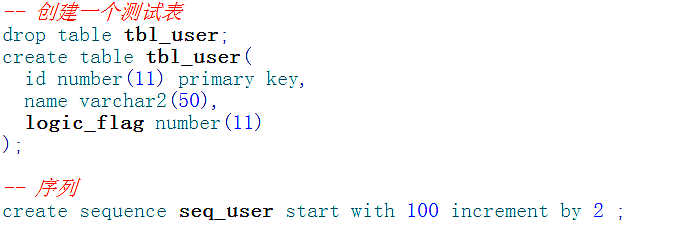 -- 创建一个测试表
drop table tbl_user;
create table tbl_user(
  id number(11) primary key,
  name varchar2(50),
  logic_flag number(11)
);

-- 序列
create sequence seq_user start with 100 increment by 2 ;